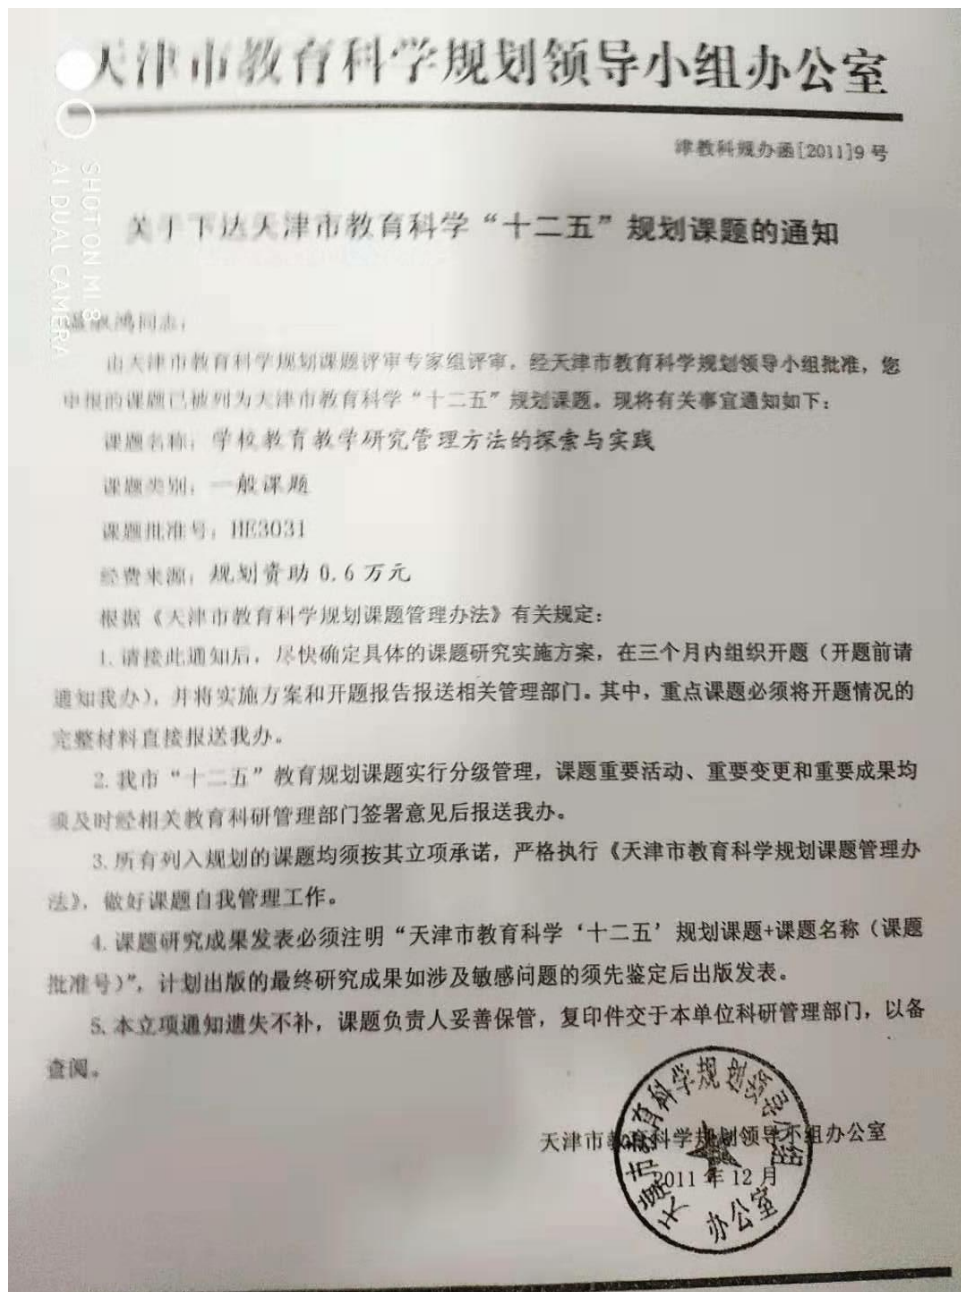 天津市教育科学规划领导小组办公室
津教科规办函[2011]9号
SHOT ON MI 8
AI DUAL CAMERA
关于下达天津市教育科学“十二五”规划课题的通知
鸿同志:
由天津市教育科学规划课题评审专家组评审,经天津市教育科学规划领导小组批准,您
申报的课题已被列为天津市教育科学“十二五”规划课题。现将有关事宜通知如下:
课题名称:学校教育教学研究管理方法的探索与实践
课题类别:一般课题
课题批准号:HE3031
经费来源:规划资助0.6万元
根据《天津市教育科学规划课题管理办法》有关规定:
1.请接此通知后,尽快确定具体的课题研究实施方案,在三个月内组织开题(开题前请
通知我办),并将实施方案和开题报告报送相关管理部门。其中,重点课题必须将开题情况的
完整材料直接报送我办。
2.我市“十二五”教育规划课题实行分级管理,课题重要活动、重要变更和重要成果均
须及时经相关教育科研管理部门签署意见后报送我办。
3.所有列入规划的课题均须按其立项承诺,严格执行《天津市教育科学规划课题管理办
法》,做好课题自我管理工作。
4.课题研究成果发表必须注明“天津市教育科学‘十二五’规划课题+课题名称(课题
批准号)”,计划出版的最终研究成果如涉及敏感问题的须先鉴定后出版发表。
5.本立项通知遗失不补,课题负责人妥善保管,复印件交于本单位科研管理部门,以备
查阅。
天津市教育科学规划领导小组办公室
2011年12月
天津市教育科学规划领导小组
办公室